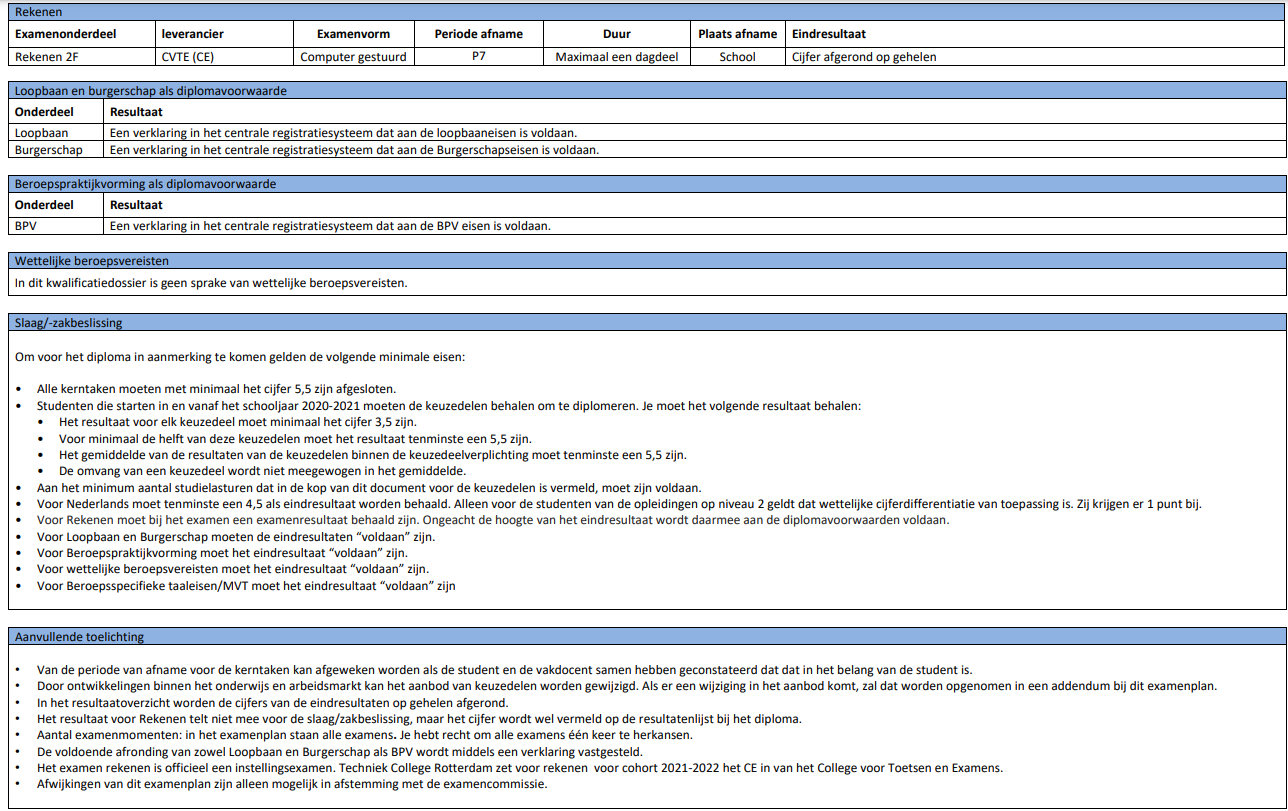 Rekenen
Examenonderdeel leverancier Examenvorm Periode afname Duur Plaats afname Eindresultaat
Rekenen 2F CVTE (CE) Computer gestuurd P7 Maximaal een dagdeel School Cijfer afgerond op gehelen
Loopbaan en burgerschap als diplomavoorwaarde
Onderdeel Resultaat
Loopbaan Een verklaring in het centrale registratiesysteem dat aan de loopbaaneisen is voldaan.
Burgerschap Een verklaring in het centrale registratiesysteem dat aan de Burgerschapseisen is voldaan.
Beroepspraktijkvorming als diplomavoorwaarde
Onderdeel Resultaat
BPV Een verklaring in het centrale registratiesysteem dat aan de BPV eisen is voldaan.
Wettelijke beroepsvereisten
In dit kwalificatiedossier is geen sprake van wettelijke beroepsvereisten.
Slaag/-zakbeslissing
Om voor het diploma in aanmerking te komen gelden de volgende minimale eisen:
• Alle kerntaken moeten met minimaal het cijfer 5,5 zijn afgesloten.
• Studenten die starten in en vanaf het schooljaar 2020-2021 moeten de keuzedelen behalen om te diplomeren. Je moet het volgende resultaat behalen:
• Het resultaat voor elk keuzedeel moet minimaal het cijfer 3,5 zijn.
• Voor minimaal de helft van deze keuzedelen moet het resultaat tenminste een 5,5 zijn.
• Het gemiddelde van de resultaten van de keuzedelen binnen de keuzedeelverplichting moet tenminste een 5,5 zijn.
• De omvang van een keuzedeel wordt niet meegewogen in het gemiddelde.
• Aan het minimum aantal studielasturen dat in de kop van dit document voor de keuzedelen is vermeld, moet zijn voldaan.
• Voor Nederlands moet tenminste een 4,5 als eindresultaat worden behaald. Alleen voor de studenten van de opleidingen op niveau 2 geldt dat wettelijke cijferdifferentiatie van toepassing is. Zij krijgen er 1 punt bij.
• Voor Rekenen moet bij het examen een examenresultaat behaald zijn. Ongeacht de hoogte van het eindresultaat wordt daarmee aan de diplomavoorwaarden voldaan.
• Voor Loopbaan en Burgerschap moeten de eindresultaten “voldaan” zijn.
• Voor Beroepspraktijkvorming moet het eindresultaat “voldaan” zijn.
• Voor wettelijke beroepsvereisten moet het eindresultaat “voldaan” zijn.
• Voor Beroepsspecifieke taaleisen/MVT moet het eindresultaat “voldaan” zijn
Aanvullende toelichting
• Van de periode van afname voor de kerntaken kan afgeweken worden als de student en de vakdocent samen hebben geconstateerd dat dat in het belang van de student is.
• Door ontwikkelingen binnen het onderwijs en arbeidsmarkt kan het aanbod van keuzedelen worden gewijzigd. Als er een wijziging in het aanbod komt, zal dat worden opgenomen in een addendum bij dit examenplan.
• In het resultaatoverzicht worden de cijfers van de eindresultaten op gehelen afgerond.
• Het resultaat voor Rekenen telt niet mee voor de slaag/zakbeslissing, maar het cijfer wordt wel vermeld op de resultatenlijst bij het diploma.
• Aantal examenmomenten: in het examenplan staan alle examens. Je hebt recht om alle examens één keer te herkansen.
• De voldoende afronding van zowel Loopbaan en Burgerschap als BPV wordt middels een verklaring vastgesteld.
• Het examen rekenen is officieel een instellingsexamen. Techniek College Rotterdam zet voor rekenen voor cohort 2021-2022 het CE in van het College voor Toetsen en Examens.
• Afwijkingen van dit examenplan zijn alleen mogelijk in afstemming met de examencommissie.